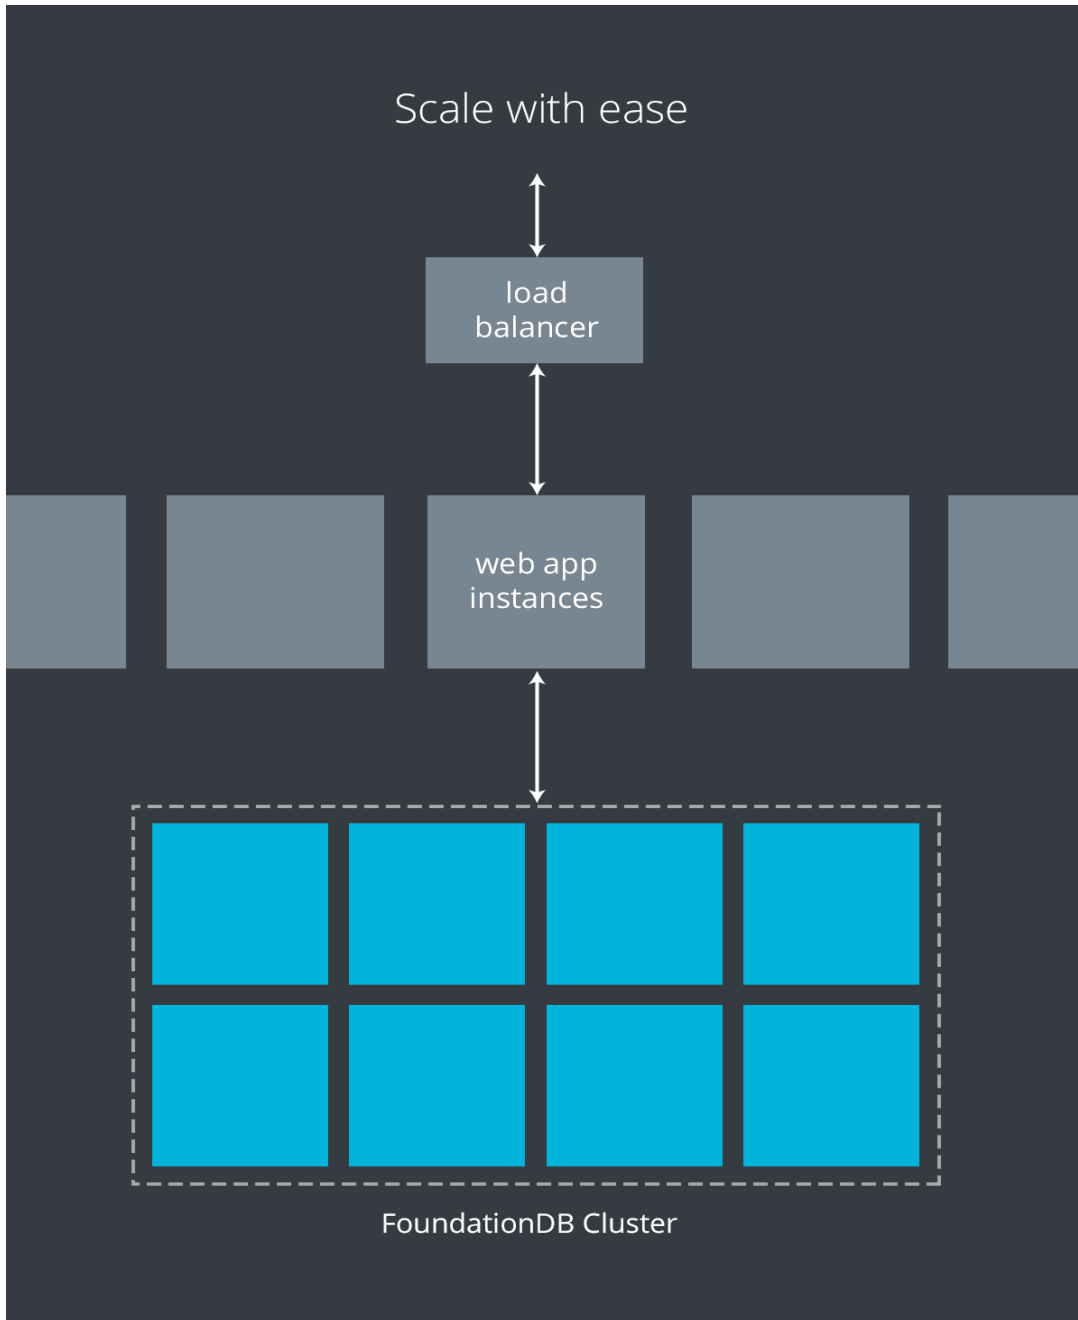 Scale with ease
load
balancer
web app
instances
FoundationDB Cluster